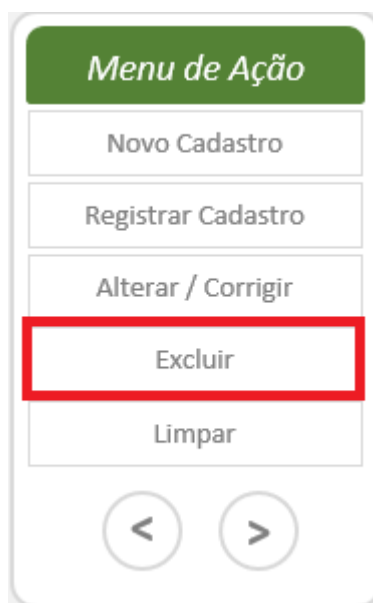 Menu de Ação
Novo Cadastro
Registrar Cadastro
Alterar / Corrigir
Excluir
Limpar
< >